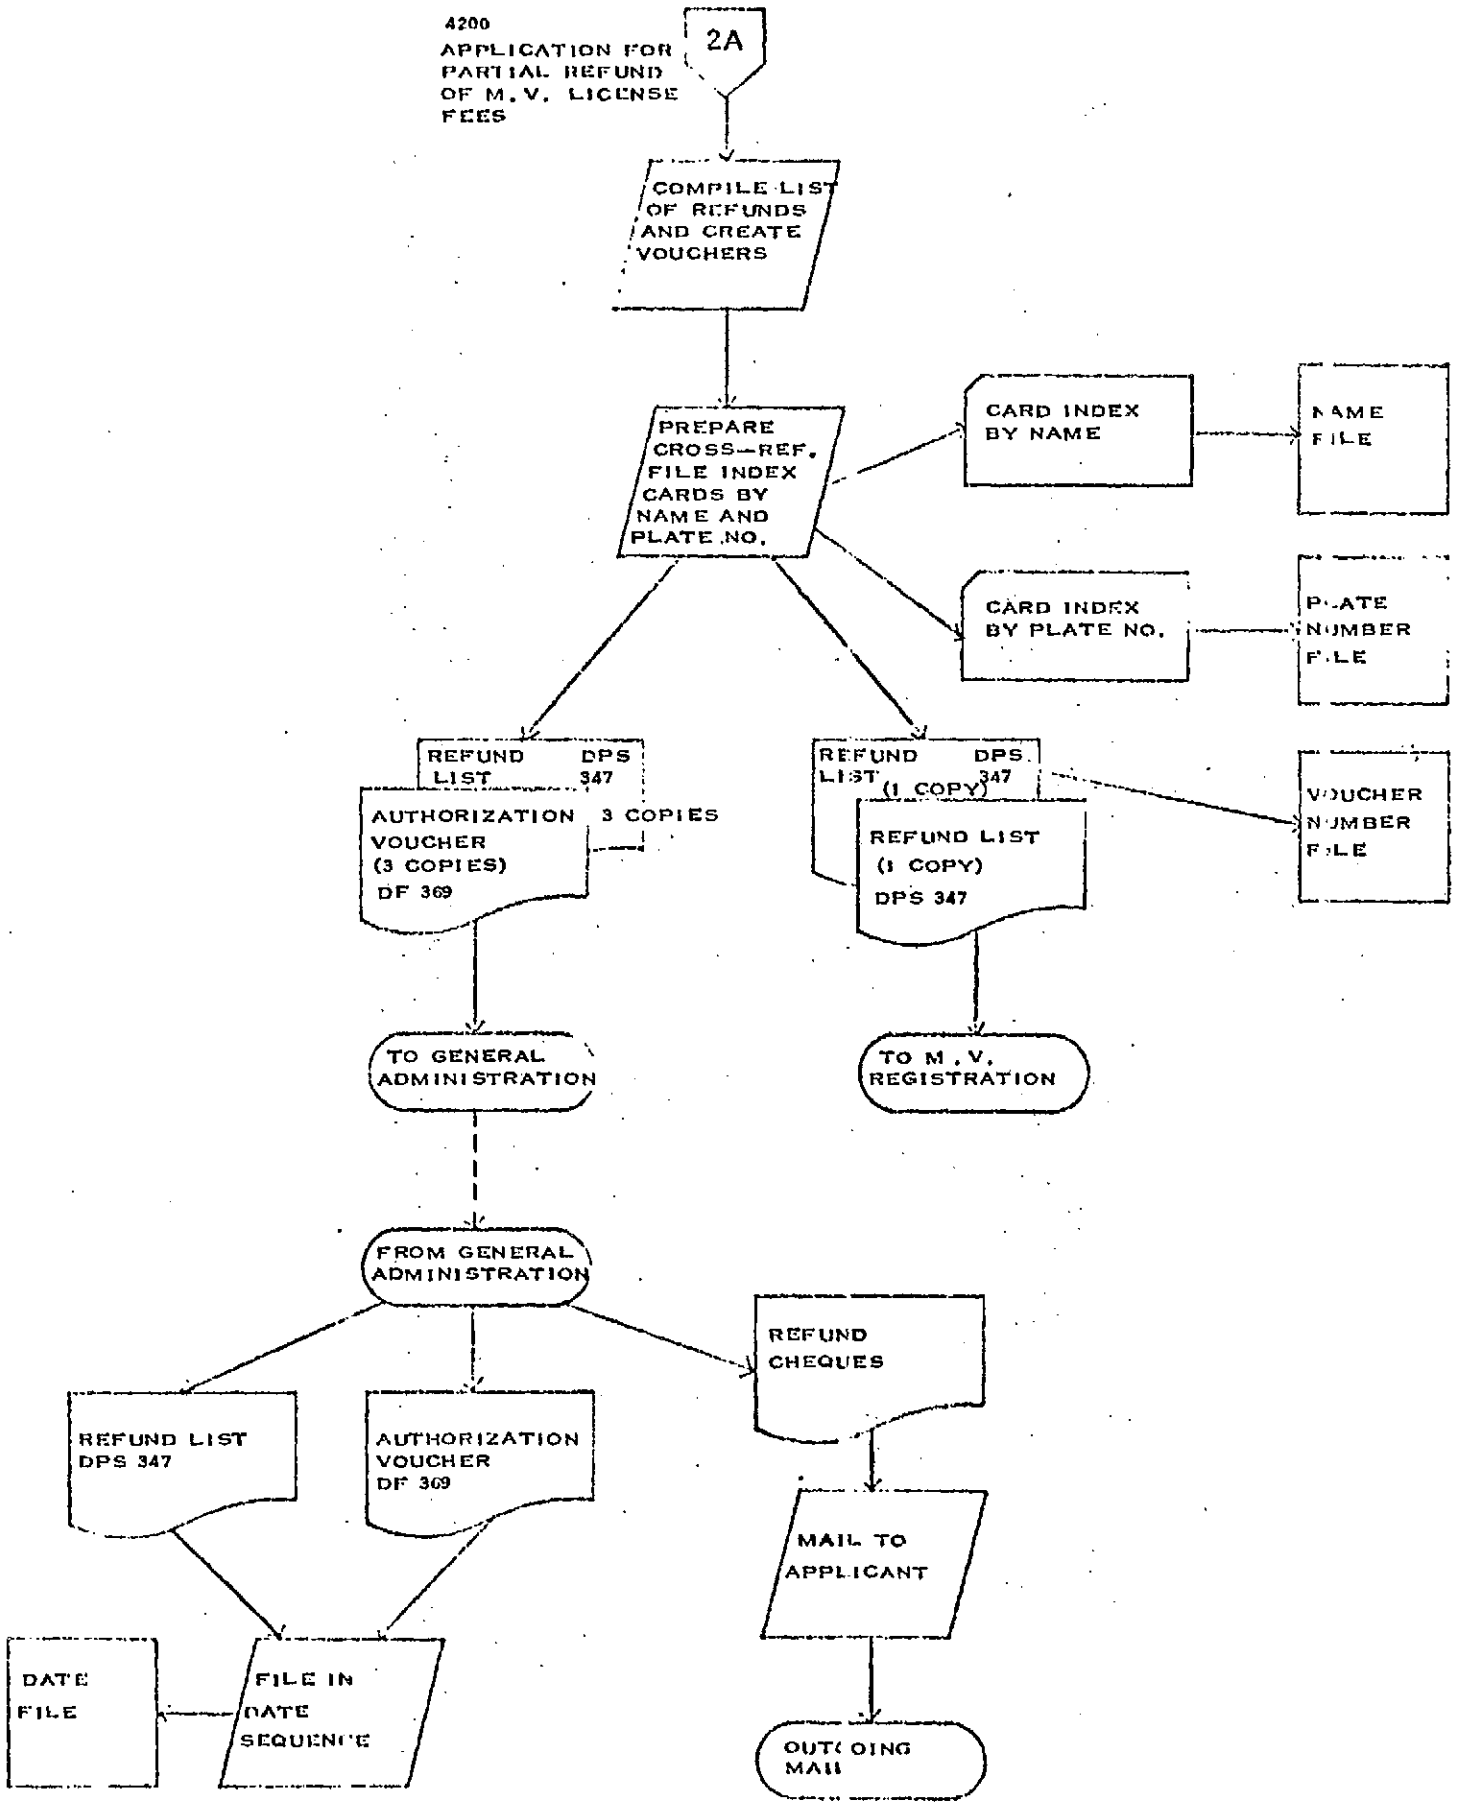 4200
APPLICATION FOR
PARTIAL REFUND
OF M.V. LICENSE
FEES
2A
COMPILE LIST
OF REFUNDS
AND CREATE
VOUCHERS
PREPARE
CROSS-REF.
FILE INDEX
CARDS BY
NAME AND
PLATE NO.
CARD INDEX
BY NAME
NAME
FILE
CARD INDEX
BY PLATE NO.
PLATE
NUMBER
FILE
REFUND DPS
LIST 347
AUTHORIZATION 3 COPIES
VOUCHER
(3 COPIES)
DF 369
REFUND DPS
LIST 347
(1 COPY)
REFUND LIST
(1 COPY)
DPS 347
VOUCHER
NUMBER
FILE
TO GENERAL
ADMINISTRATION
TO M.V.
REGISTRATION
FROM GENERAL
ADMINISTRATION
REFUND
CHEQUES
REFUND LIST
DPS 347
AUTHORIZATION
VOUCHER
DF 369
MAIL TO
APPLICANT
DATE
FILE
FILE IN
DATE
SEQUENCE
OUTGOING
MAIL